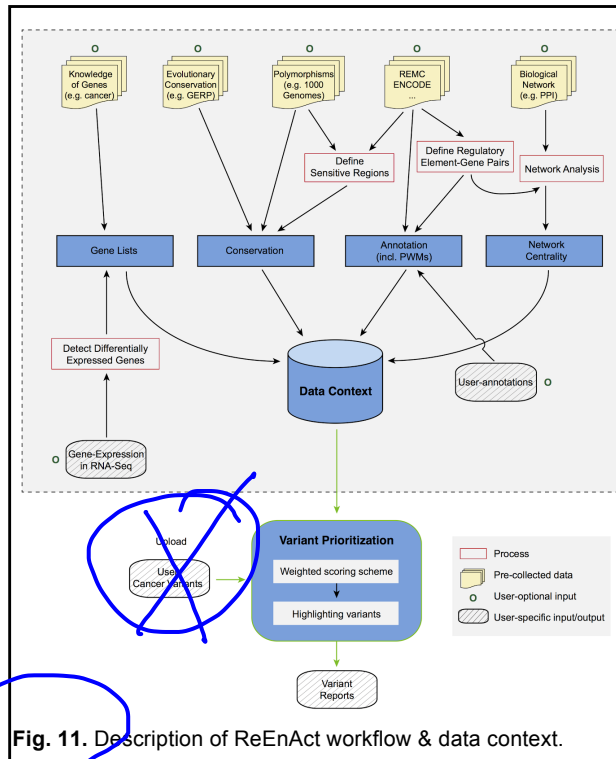 O O O O O
Knowledge
of Genes
(e.g. cancer)
Evolutionary
Conservation
(e.g. GERP)
Polymorphisms
(e.g. 1000
Genomes)
REMC
ENCODE
...
Biological
Network
(e.g. PPI)
Define
Sensitive Regions
Define Regulatory
Element-Gene Pairs
Network Analysis
Gene Lists
Conservation
Annotation
(incl. PWMs)
Network
Centrality
Detect Differentially
Expressed Genes
Data Context
User-annotations O
O Gene-Expression
in RNA-Seq
Upload
User
Cancer Variants
Variant Prioritization
Weighted scoring scheme
Highlighting variants
Variant
Reports
Process
Pre-collected data
O User-optional input
User-specific input/output
Fig. 11. Description of ReEnAct workflow & data context.